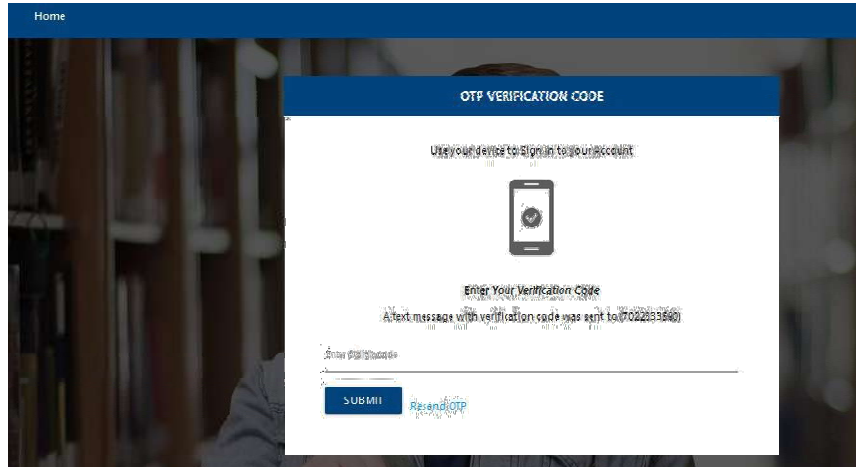 Home
OTP VERIFICATION CODE
Use your device to Sign in to your Account
Enter Your Verification Code
A text message with verification code was sent to
Enter
SUBMIT
Resend OTP